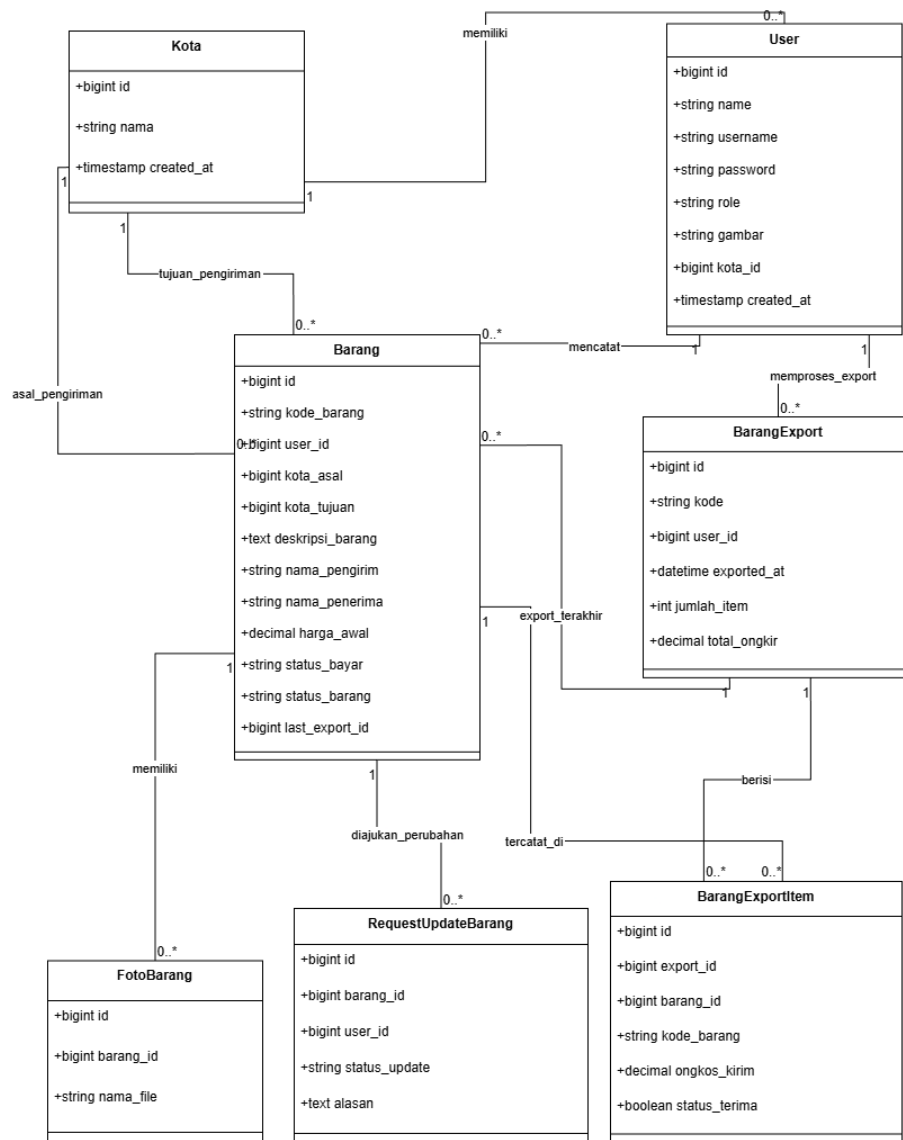 Kota
+bigint id
+string nama
+timestamp created_at
1
1
1
memiliki
0..*
User
+bigint id
+string name
+string username
+string password
+string role
+string gambar
+bigint kota_id
+timestamp created_at
1
1
tujuan_pengiriman
0..*
asal_pengiriman
0..*
mencatat
0..*
memproses_export
0..*
Barang
+bigint id
+string kode_barang
+bigint user_id
+bigint kota_asal
+bigint kota_tujuan
+text deskripsi_barang
+string nama_pengirim
+string nama_penerima
+decimal harga_awal
+string status_bayar
+string status_barang
+bigint last_export_id
0..*
1
1
1
export_terakhir
BarangExport
+bigint id
+string kode
+bigint user_id
+datetime exported_at
+int jumlah_item
+decimal total_ongkir
1
1
memiliki
0..*
diajukan_perubahan
0..*
tercatat_di
0..*
berisi
0..*
FotoBarang
+bigint id
+bigint barang_id
+string nama_file
RequestUpdateBarang
+bigint id
+bigint barang_id
+bigint user_id
+string status_update
+text alasan
BarangExportItem
+bigint id
+bigint export_id
+bigint barang_id
+string kode_barang
+decimal ongkos_kirim
+boolean status_terima